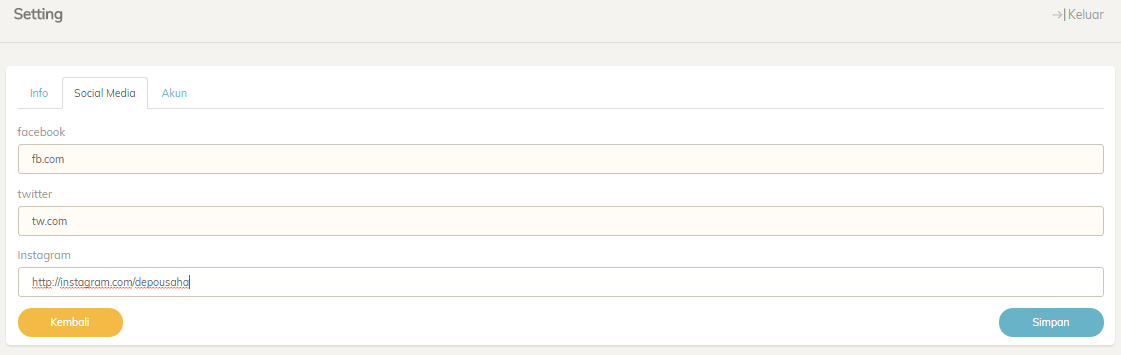 Setting
Keluar
Info Social Media Akun
facebook
fb.com
twitter
tw.com
Instagram
http://instagram.com/depousaha
Kembali Simpan